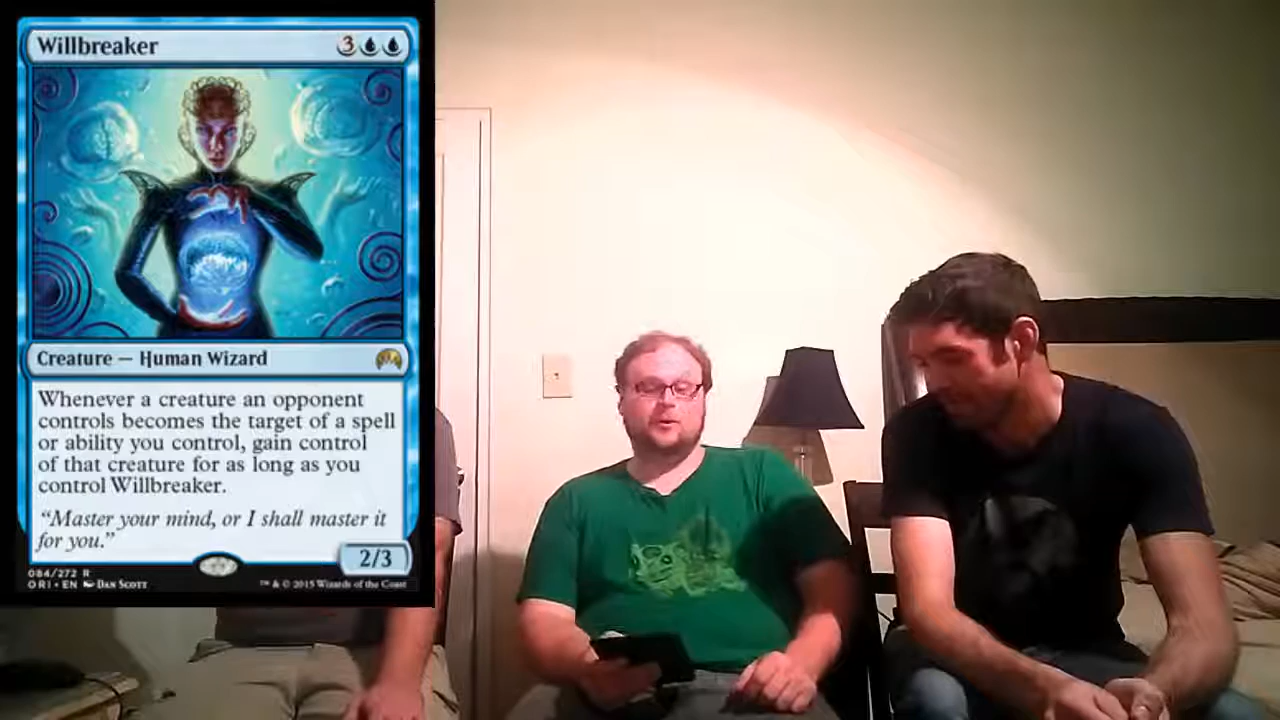 Willbreaker 3
Creature — Human Wizard
Whenever a creature an opponent
controls becomes the target of a spell
or ability you control, gain control
of that creature for as long as you
control Willbreaker.
“Master your mind, or I shall master it
for you.”
2/3
084/272 R
ORI • EN DAN SCOTT
™ & © 2015 Wizards of the Coast